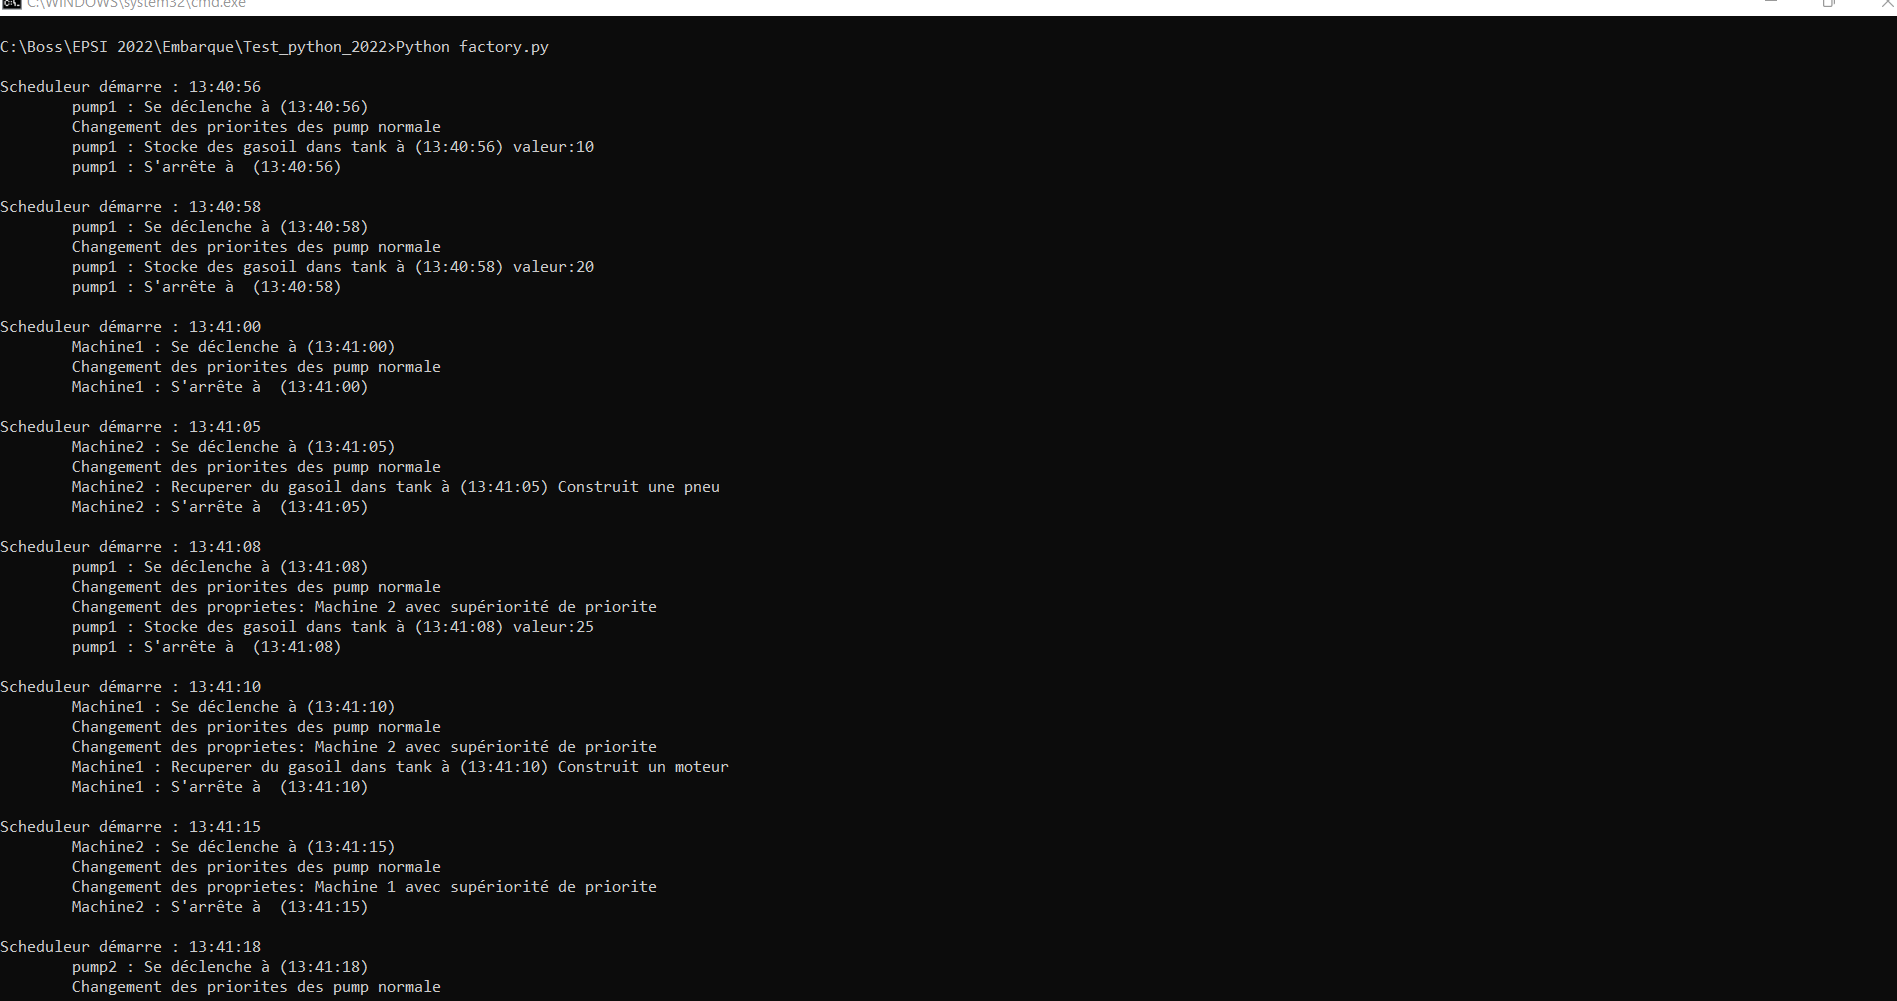 C:\WINDOWS\system32\cmd.exe
C:\Boss\EPSI 2022\Embarque\Test_python_2022>Python factory.py
Scheduleur démarre : 13:40:56
pump1 : Se déclenche à (13:40:56)
Changement des priorites des pump normale
pump1 : Stocke des gasoil dans tank à (13:40:56) valeur:10
pump1 : S'arrête à  (13:40:56)
Scheduleur démarre : 13:40:58
pump1 : Se déclenche à (13:40:58)
Changement des priorites des pump normale
pump1 : Stocke des gasoil dans tank à (13:40:58) valeur:20
pump1 : S'arrête à  (13:40:58)
Scheduleur démarre : 13:41:00
Machine1 : Se déclenche à (13:41:00)
Changement des priorites des pump normale
Machine1 : S'arrête à  (13:41:00)
Scheduleur démarre : 13:41:05
Machine2 : Se déclenche à (13:41:05)
Changement des priorites des pump normale
Machine2 : Recuperer du gasoil dans tank à (13:41:05) Construit une pneu
Machine2 : S'arrête à  (13:41:05)
Scheduleur démarre : 13:41:08
pump1 : Se déclenche à (13:41:08)
Changement des priorites des pump normale
Changement des proprietes: Machine 2 avec supériorité de priorite
pump1 : Stocke des gasoil dans tank à (13:41:08) valeur:25
pump1 : S'arrête à  (13:41:08)
Scheduleur démarre : 13:41:10
Machine1 : Se déclenche à (13:41:10)
Changement des priorites des pump normale
Changement des proprietes: Machine 2 avec supériorité de priorite
Machine1 : Recuperer du gasoil dans tank à (13:41:10) Construit un moteur
Machine1 : S'arrête à  (13:41:10)
Scheduleur démarre : 13:41:15
Machine2 : Se déclenche à (13:41:15)
Changement des priorites des pump normale
Changement des proprietes: Machine 1 avec supériorité de priorite
Machine2 : S'arrête à  (13:41:15)
Scheduleur démarre : 13:41:18
pump2 : Se déclenche à (13:41:18)
Changement des priorites des pump normale